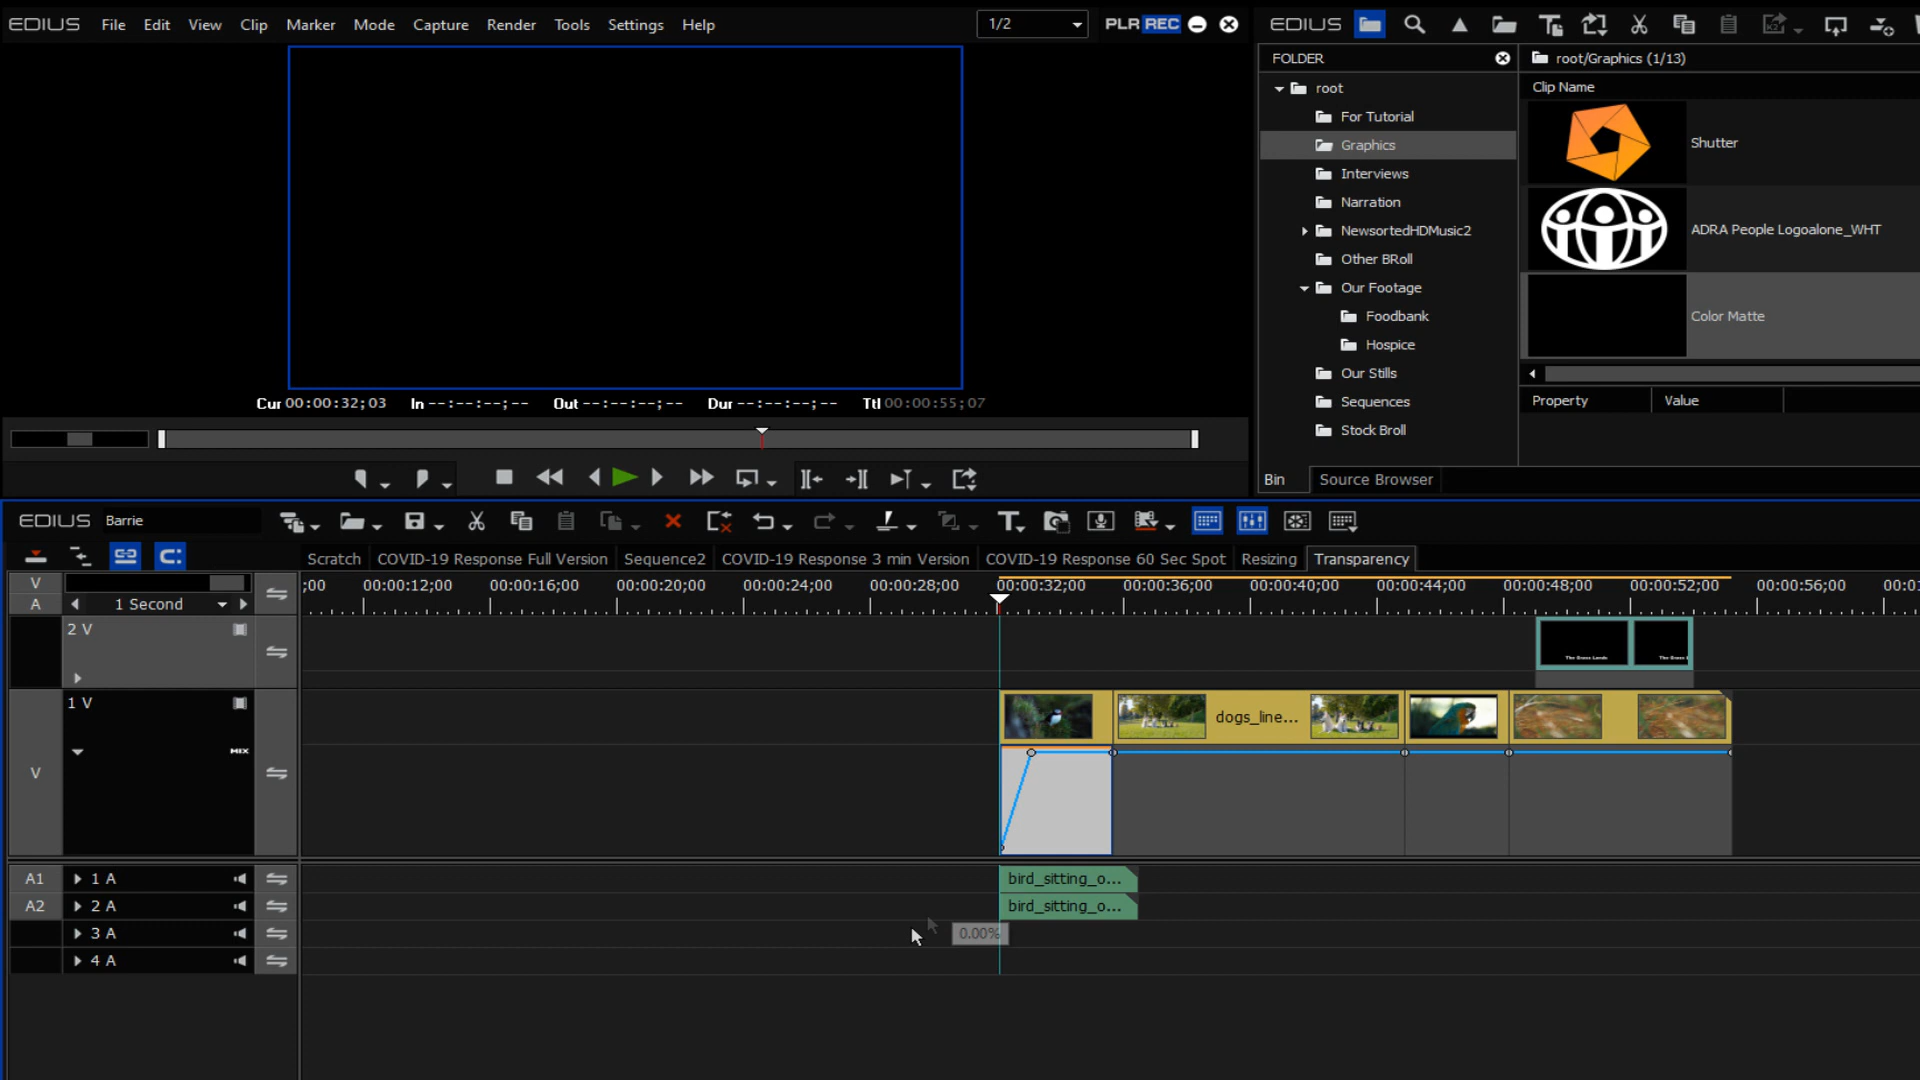 EDIUS File Edit View Clip Marker Mode Capture Render Tools Settings Help 1/2 PLR REC
EDIUS
FOLDER
root/Graphics (1/13)
root
For Tutorial
Graphics
Interviews
Narration
NewsortedHDMusic2
Other BRoll
Our Footage
Foodbank
Hospice
Our Stills
Sequences
Stock Broll
Clip Name
Shutter
ADRA People Logoalone_WHT
Color Matte
Property Value
Bin Source Browser
Cur 00:00:32;03 In --:--:--;-- Out --:--:--;-- Dur --:--:--;-- Ttl 00:00:55;07
EDIUS Barrie
Scratch COVID-19 Response Full Version Sequence2 COVID-19 Response 3 min Version COVID-19 Response 60 Sec Spot Resizing Transparency
V
A
1 Second
;00 00:00:12;00 00:00:16;00 00:00:20;00 00:00:24;00 00:00:28;00 00:00:32;00 00:00:36;00 00:00:40;00 00:00:44;00 00:00:48;00 00:00:52;00 00:00:56;00 00:0
2 V
The Grass Lands
1 V
dogs_line...
MIX
V
A1 1 A bird_sitting_o...
A2 2 A bird_sitting_o...
3 A 0.00%
4 A